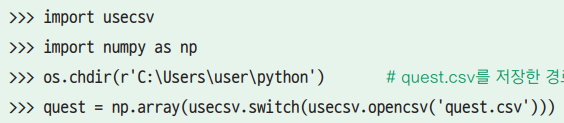 >>> import usecsv
>>> import numpy as np
>>> os.chdir(r'C:\Users\user\python') # quest.csv를 저장한 경로
>>> quest = np.array(usecsv.switch(usecsv.opencsv('quest.csv')))